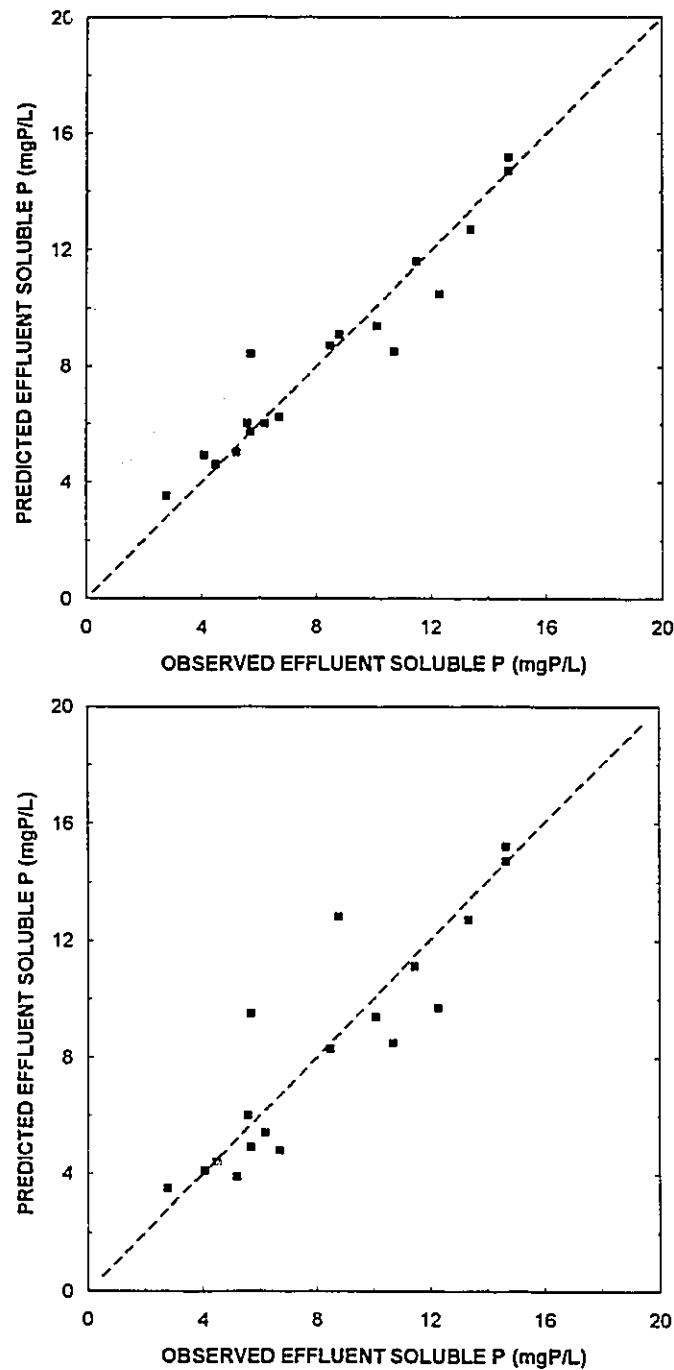 20
16
12
8
4
0
PREDICTED EFFLUENT SOLUBLE P (mgP/L)
0 4 8 12 16 20
OBSERVED EFFLUENT SOLUBLE P (mgP/L)
20
16
12
8
4
0
PREDICTED EFFLUENT SOLUBLE P (mgP/L)
0 4 8 12 16 20
OBSERVED EFFLUENT SOLUBLE P (mgP/L)